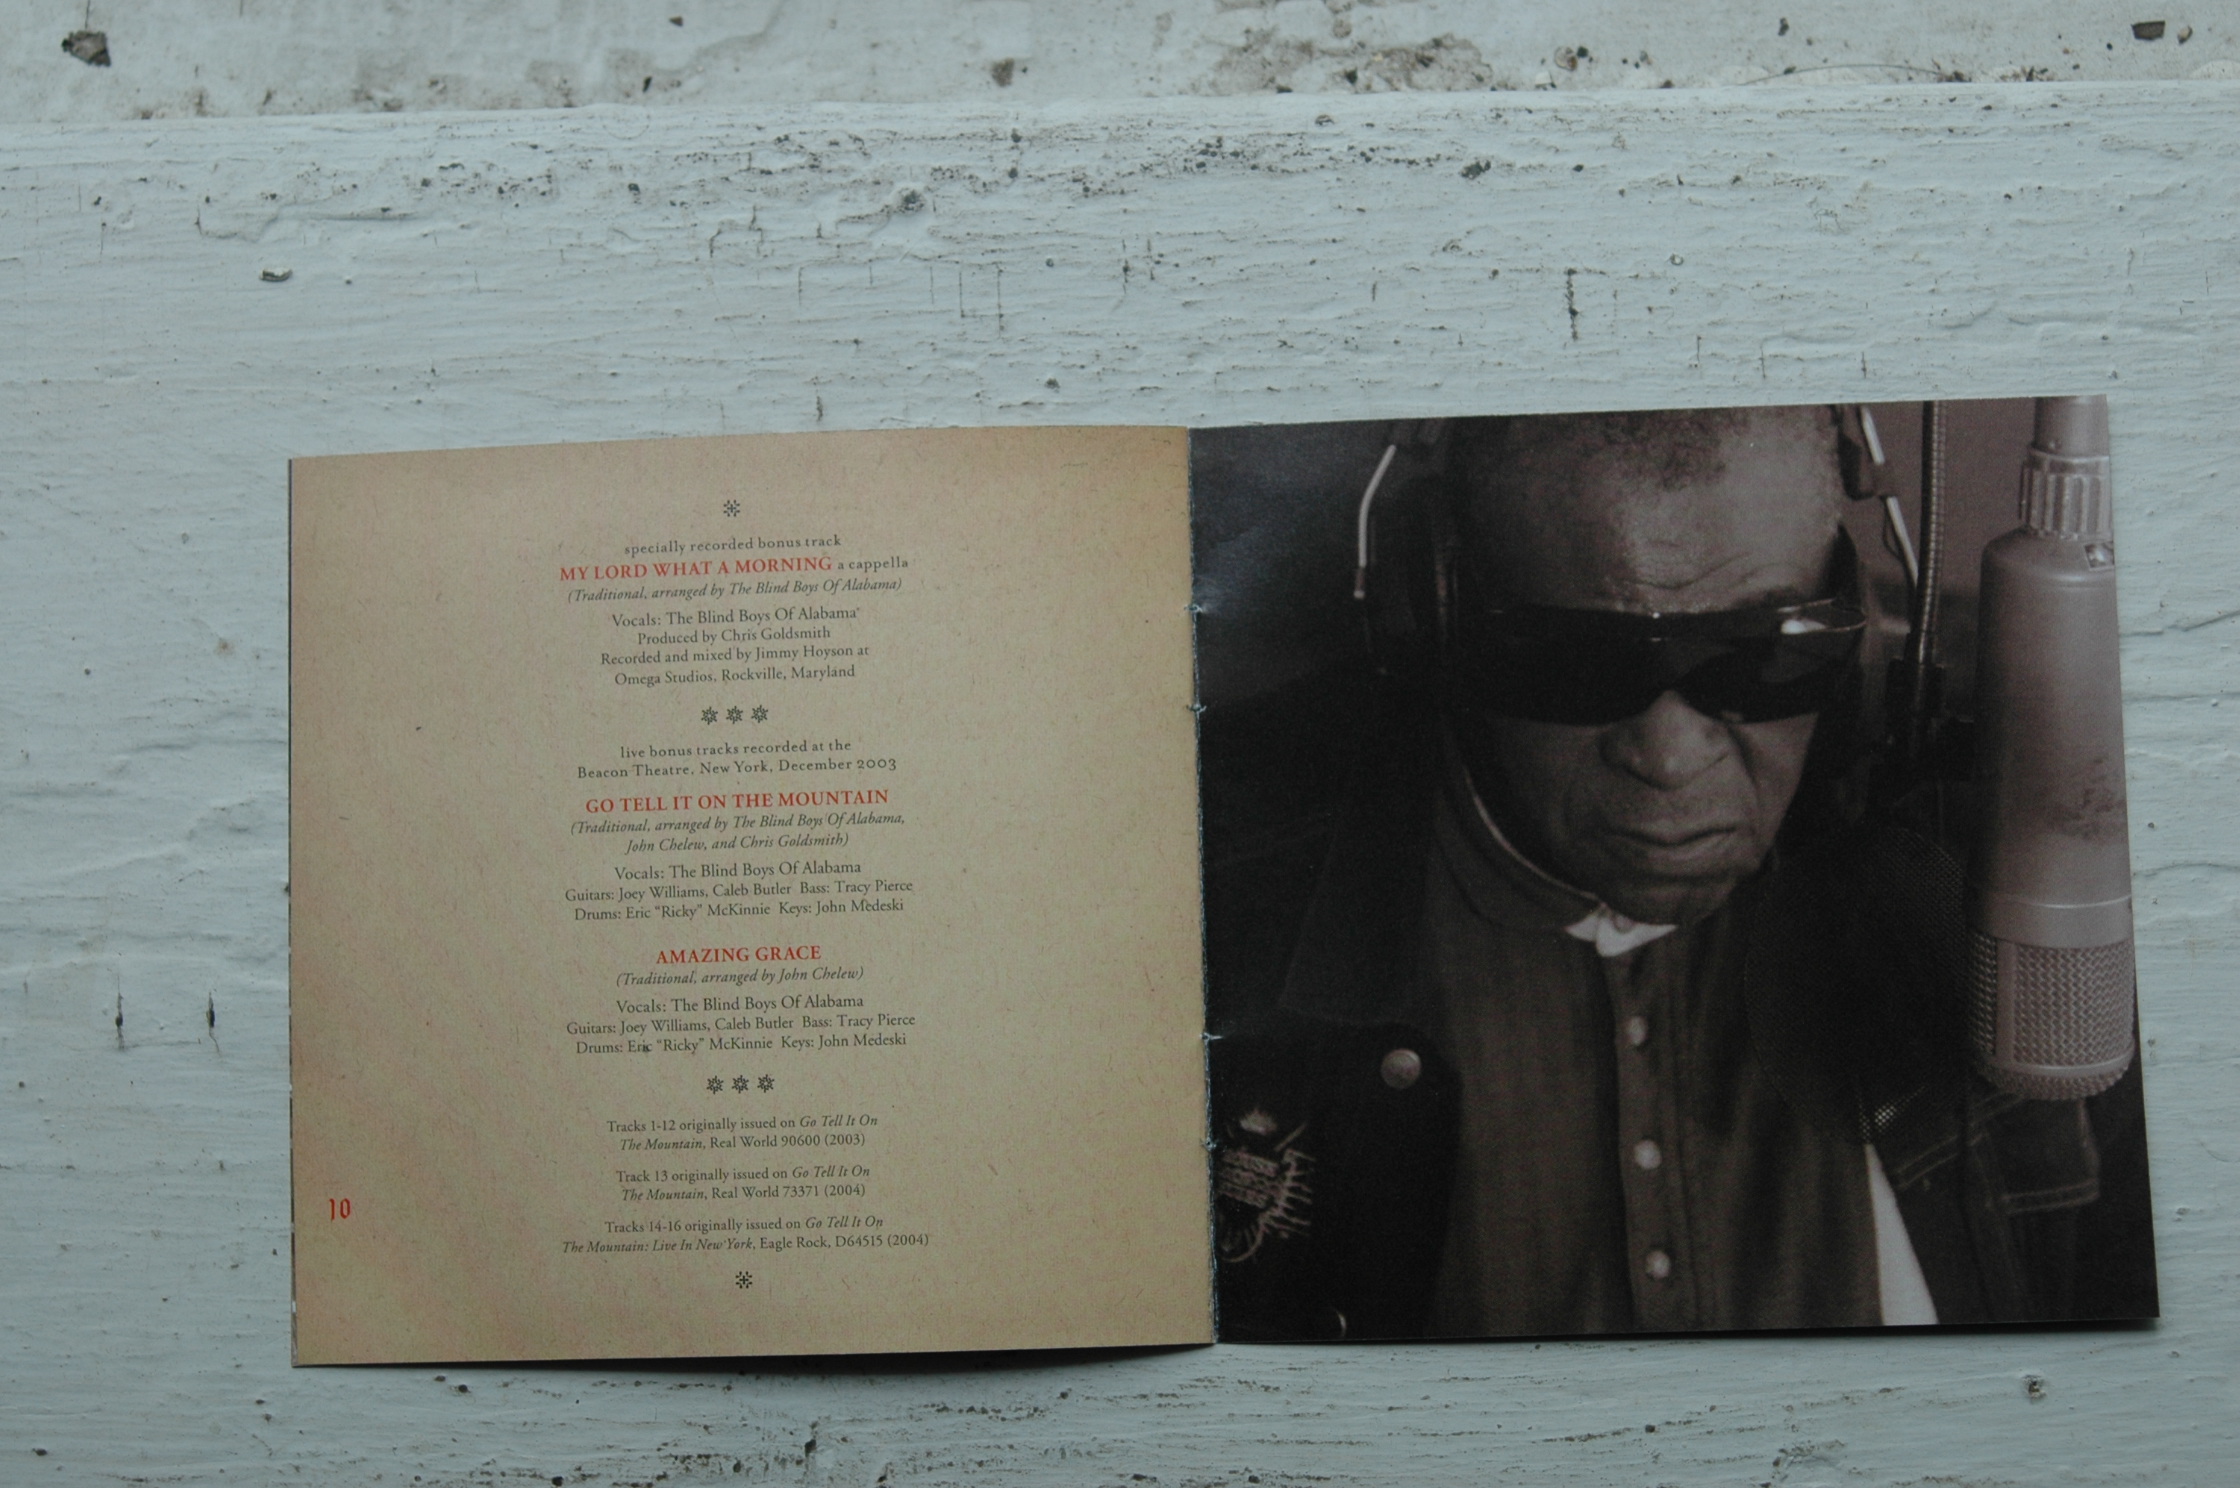 specially recorded bonus track
MY LORD WHAT A MORNING a cappella
(Traditional, arranged by The Blind Boys Of Alabama)
Vocals: The Blind Boys Of Alabama
Produced by Chris Goldsmith
Recorded and mixed by Jimmy Hoyson at
Omega Studios, Rockville, Maryland
live bonus tracks recorded at the
Beacon Theatre, New York, December 2003
GO TELL IT ON THE MOUNTAIN
(Traditional, arranged by The Blind Boys Of Alabama,
John Chelew, and Chris Goldsmith)
Vocals: The Blind Boys Of Alabama
Guitars: Joey Williams, Caleb Butler Bass: Tracy Pierce
Drums: Eric "Ricky" McKinnie Keys: John Medeski
AMAZING GRACE
(Traditional, arranged by John Chelew)
Vocals: The Blind Boys Of Alabama
Guitars: Joey Williams, Caleb Butler Bass: Tracy Pierce
Drums: Eric "Ricky" McKinnie Keys: John Medeski
Tracks 1-12 originally issued on Go Tell It On
The Mountain, Real World 90600 (2003)
Track 13 originally issued on Go Tell It On
The Mountain, Real World 73371 (2004)
Tracks 14-16 originally issued on Go Tell It On
The Mountain: Live In New York, Eagle Rock, D64515 (2004)
10